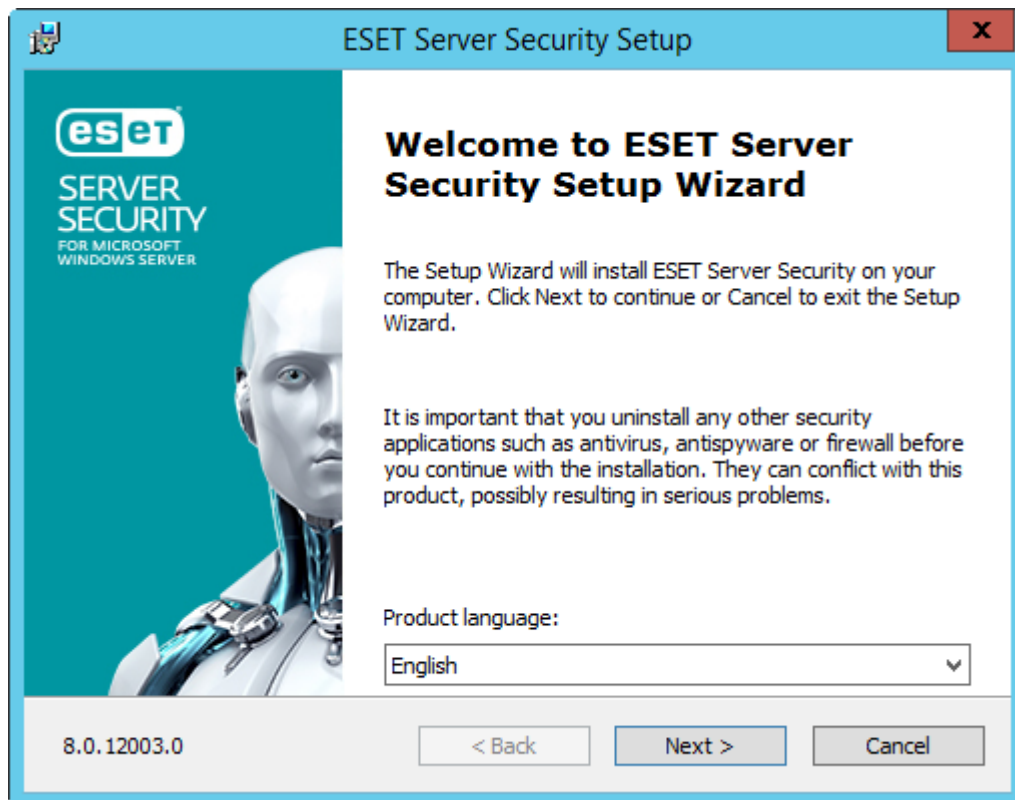 ESET Server Security Setup
x
eset
SERVER
SECURITY
FOR MICROSOFT
WINDOWS SERVER
Welcome to ESET Server
Security Setup Wizard
The Setup Wizard will install ESET Server Security on your
computer. Click Next to continue or Cancel to exit the Setup
Wizard.
It is important that you uninstall any other security
applications such as antivirus, antispyware or firewall before
you continue with the installation. They can conflict with this
product, possibly resulting in serious problems.
Product language:
English
8.0.12003.0
< Back
Next >
Cancel